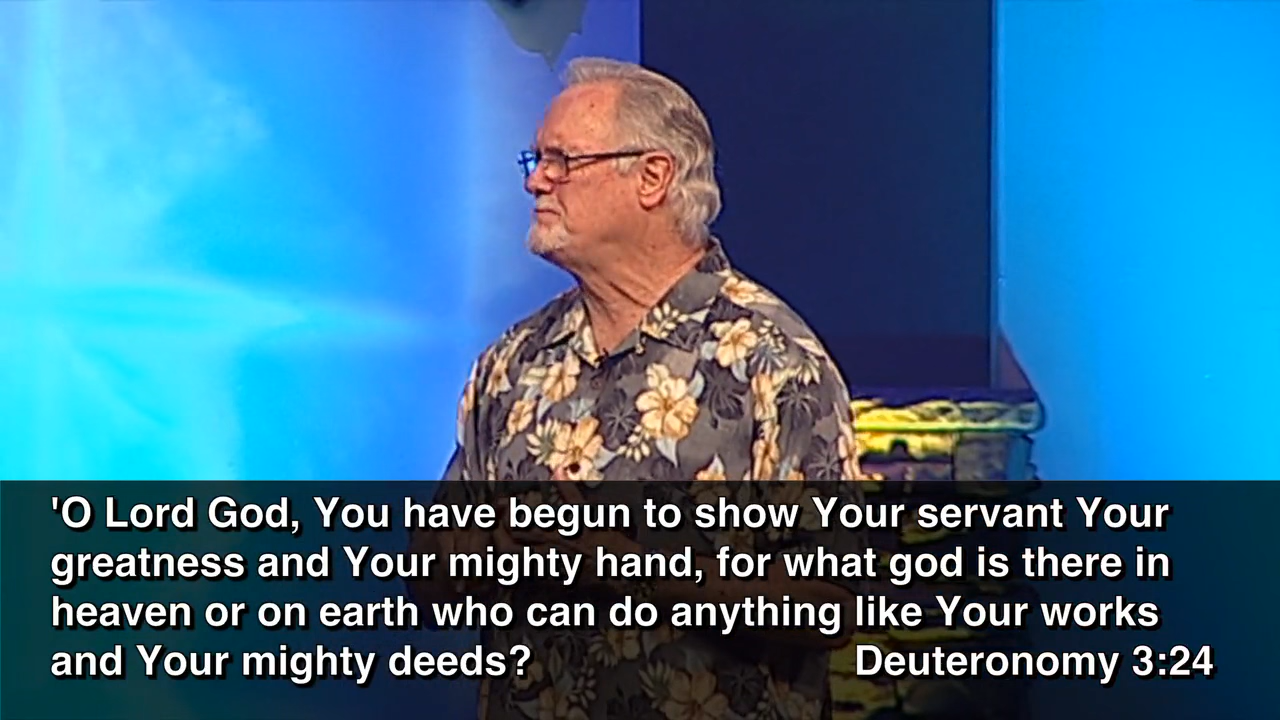 'O Lord God, You have begun to show Your servant Your
greatness and Your mighty hand, for what god is there in
heaven or on earth who can do anything like Your works
and Your mighty deeds? Deuteronomy 3:24